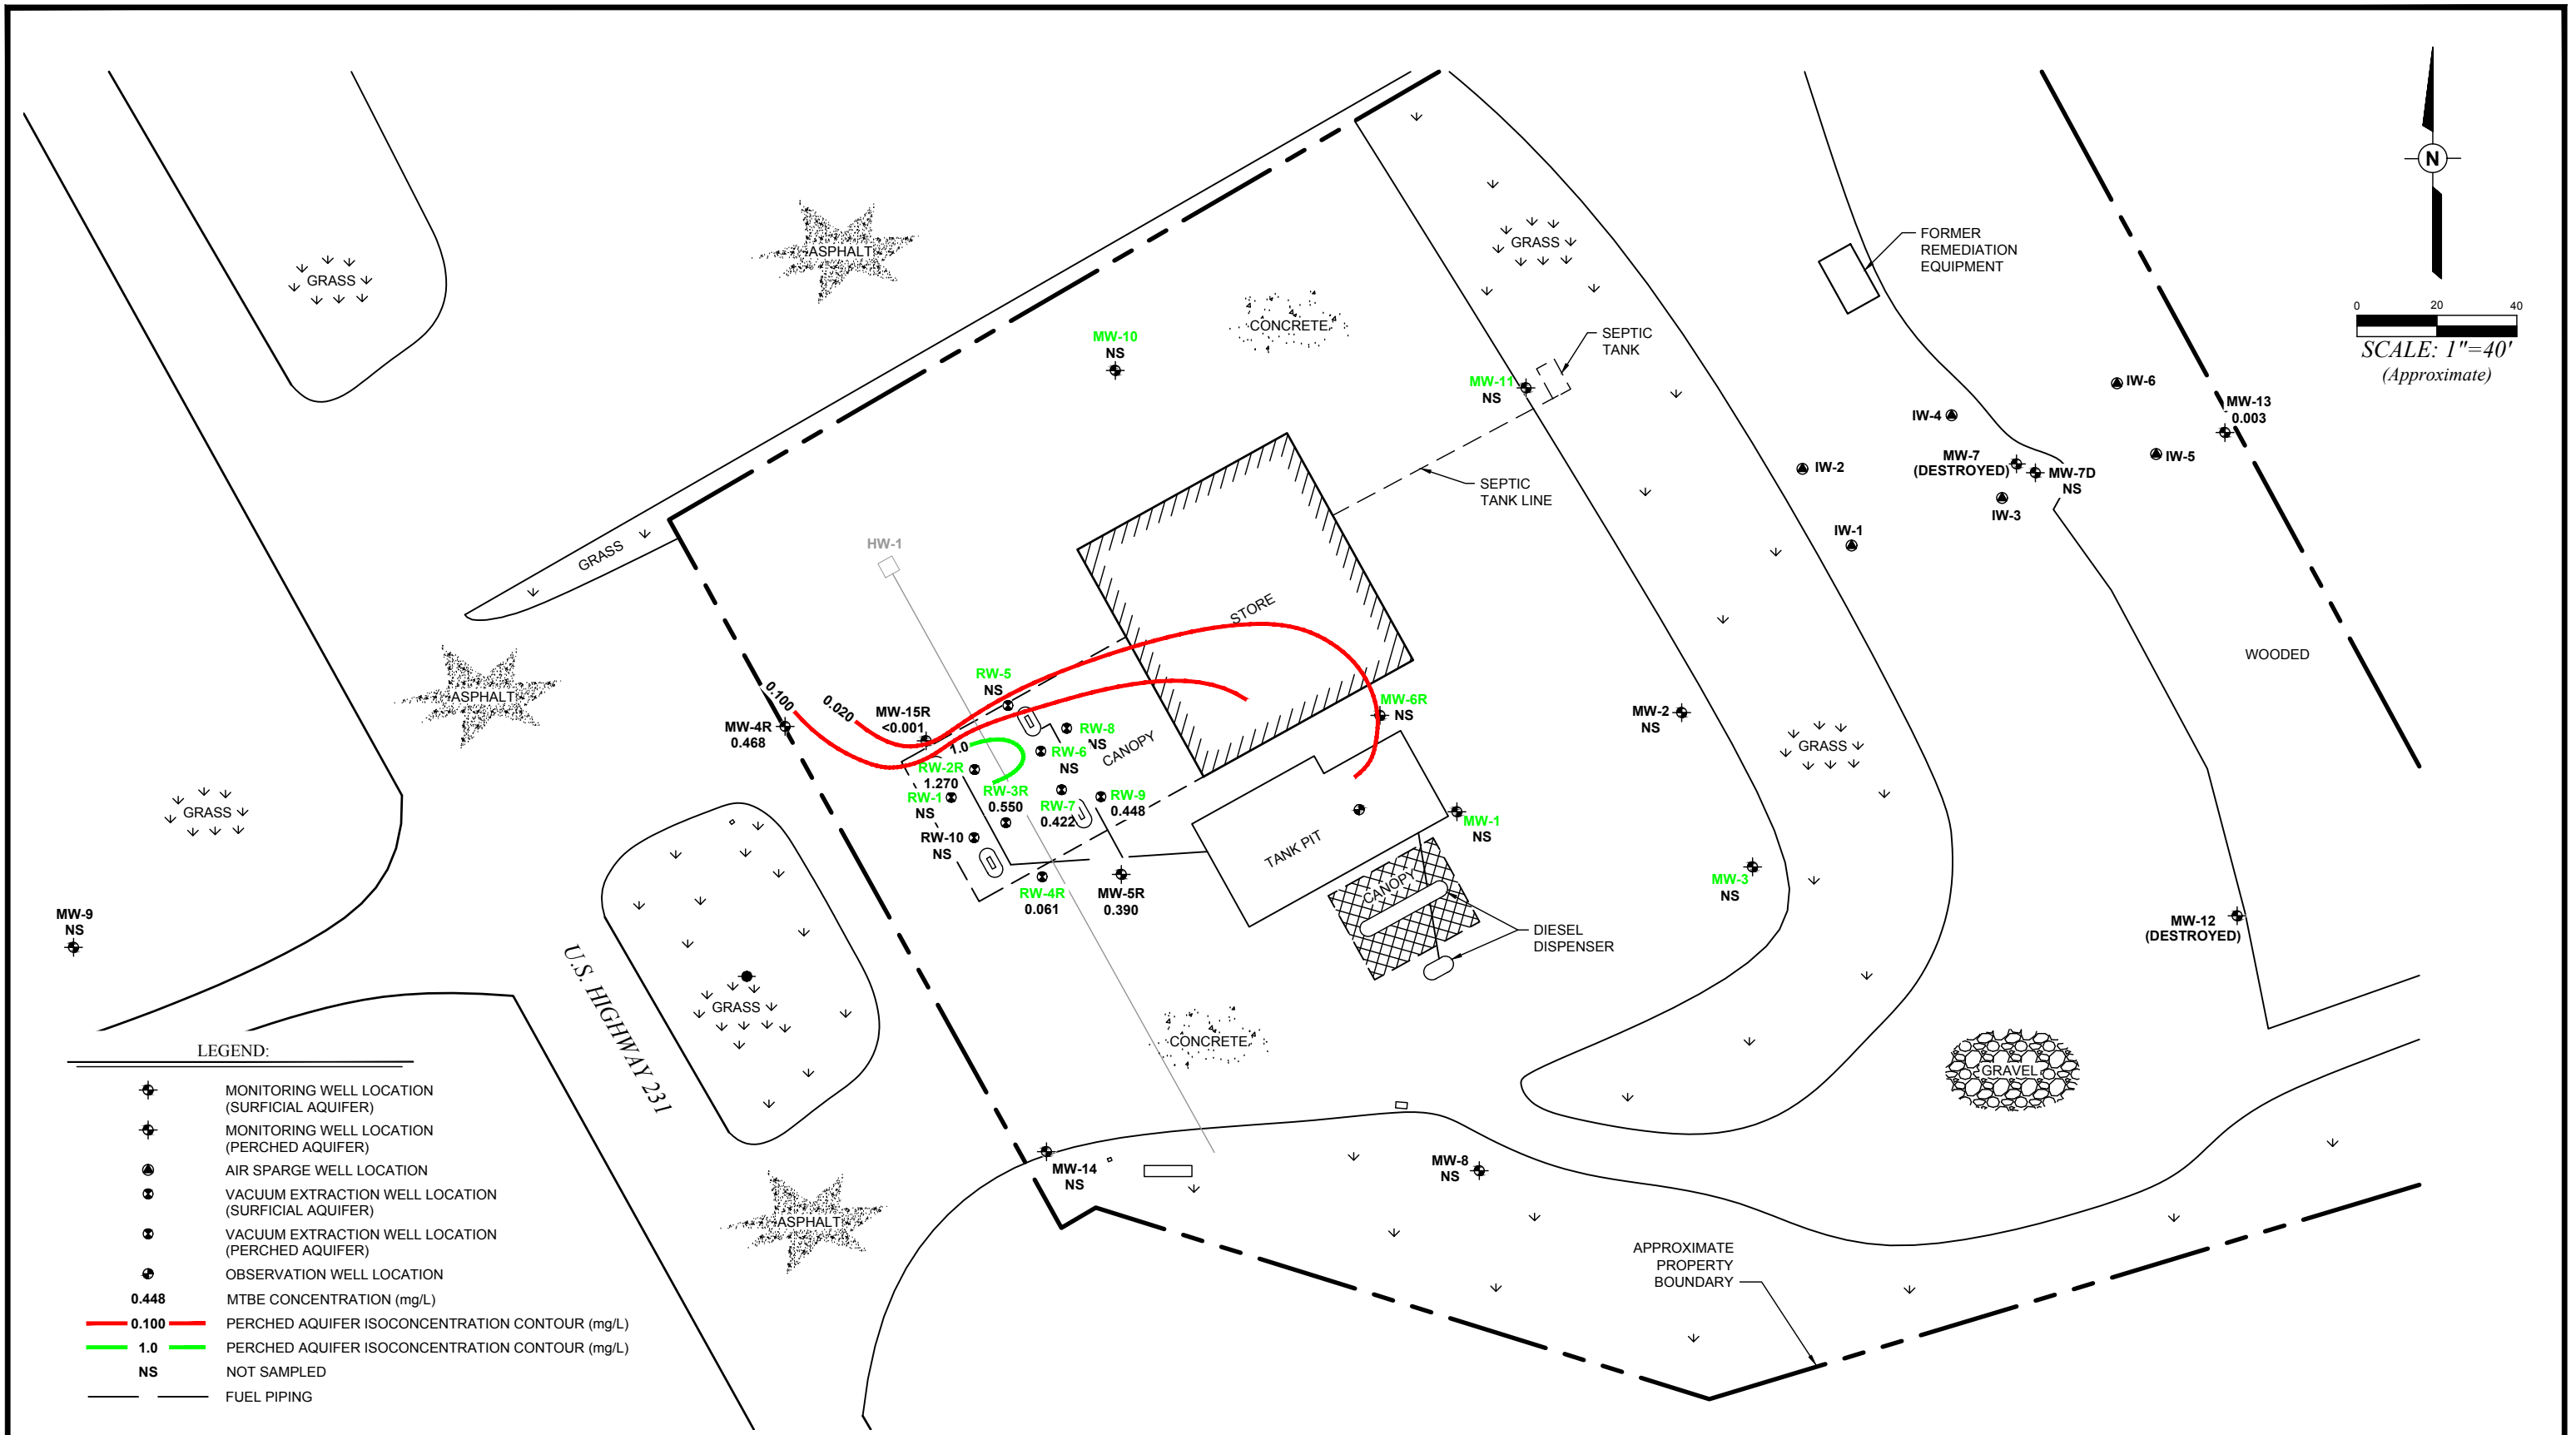 GRASS
ASPHALT
N
0 20 40
SCALE: 1"=40'
(Approximate)
FORMER
REMEDIATION
EQUIPMENT
GRASS
CONCRETE
SEPTIC
TANK
MW-10
NS
MW-11
NS
IW-6
MW-13
0.003
IW-4
IW-5
MW-7
(DESTROYED)
MW-7D
NS
IW-2
IW-3
IW-1
SEPTIC
TANK LINE
HW-1
GRASS
STORE
WOODED
ASPHALT
RW-5
NS
0.100
0.020
MW-15R
<0.001
MW-4R
0.468
MW-6R
NS
MW-2
NS
RW-8
NS
CANOPY
1.0
RW-6
NS
RW-2R
1.270
RW-3R
0.550
RW-1
NS
RW-7
0.422
RW-9
0.448
RW-10
NS
RW-4R
0.061
MW-5R
0.390
TANK PIT
MW-1
NS
GRASS
GRASS
CANOPY
MW-3
NS
DIESEL
DISPENSER
MW-12
(DESTROYED)
MW-9
NS
GRASS
U.S. HIGHWAY 231
CONCRETE
GRAVEL
MW-14
NS
MW-8
NS
ASPHALT
APPROXIMATE
PROPERTY
BOUNDARY
LEGEND:
MONITORING WELL LOCATION
(SURFICIAL AQUIFER)
MONITORING WELL LOCATION
(PERCHED AQUIFER)
AIR SPARGE WELL LOCATION
VACUUM EXTRACTION WELL LOCATION
(SURFICIAL AQUIFER)
VACUUM EXTRACTION WELL LOCATION
(PERCHED AQUIFER)
OBSERVATION WELL LOCATION
0.448 MTBE CONCENTRATION (mg/L)
0.100 PERCHED AQUIFER ISOCONCENTRATION CONTOUR (mg/L)
1.0 PERCHED AQUIFER ISOCONCENTRATION CONTOUR (mg/L)
NS NOT SAMPLED
FUEL PIPING